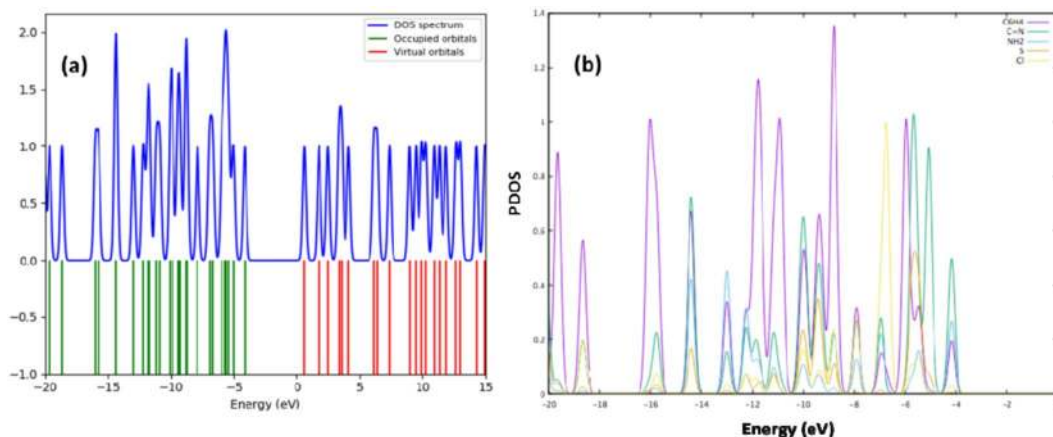 (a)
DOS spectrum
Occupied orbitals
Virtual orbitals
2.0
1.5
1.0
0.5
0.0
−0.5
−1.0
−20 −15 −10 −5 0 5 10 15
Energy (eV)
(b)
C6H4
C=N
NH2
S
Cl
1.4
1.2
1
0.8
0.6
0.4
0.2
0
PDOS
-20 -18 -16 -14 -12 -10 -8 -6 -4 -2
Energy (eV)